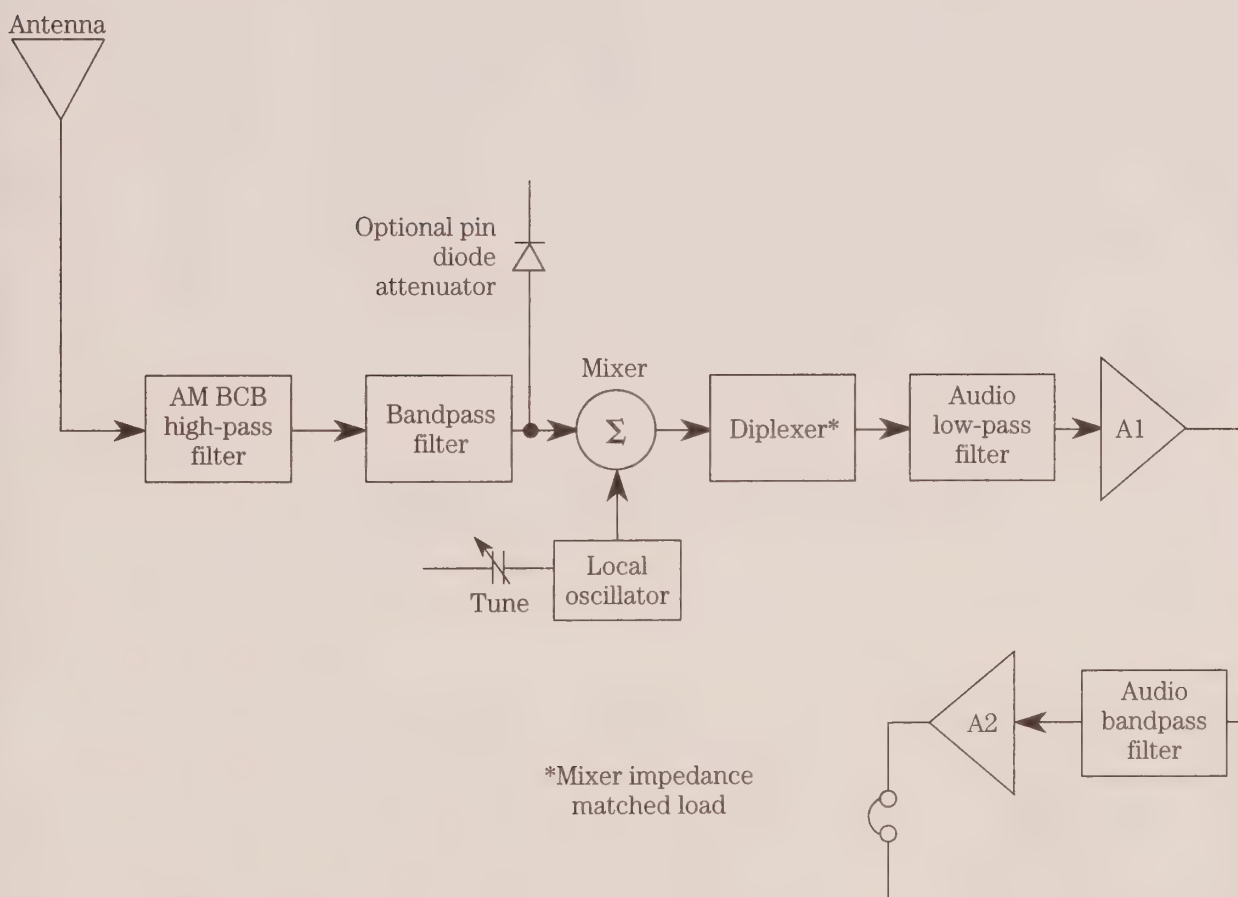 Antenna
Optional pin
diode
attenuator
Mixer
AM BCB
high-pass
filter
Bandpass
filter
Σ
Diplexer*
Audio
low-pass
filter
A1
Tune
Local
oscillator
A2
Audio
bandpass
filter
*Mixer impedance
matched load